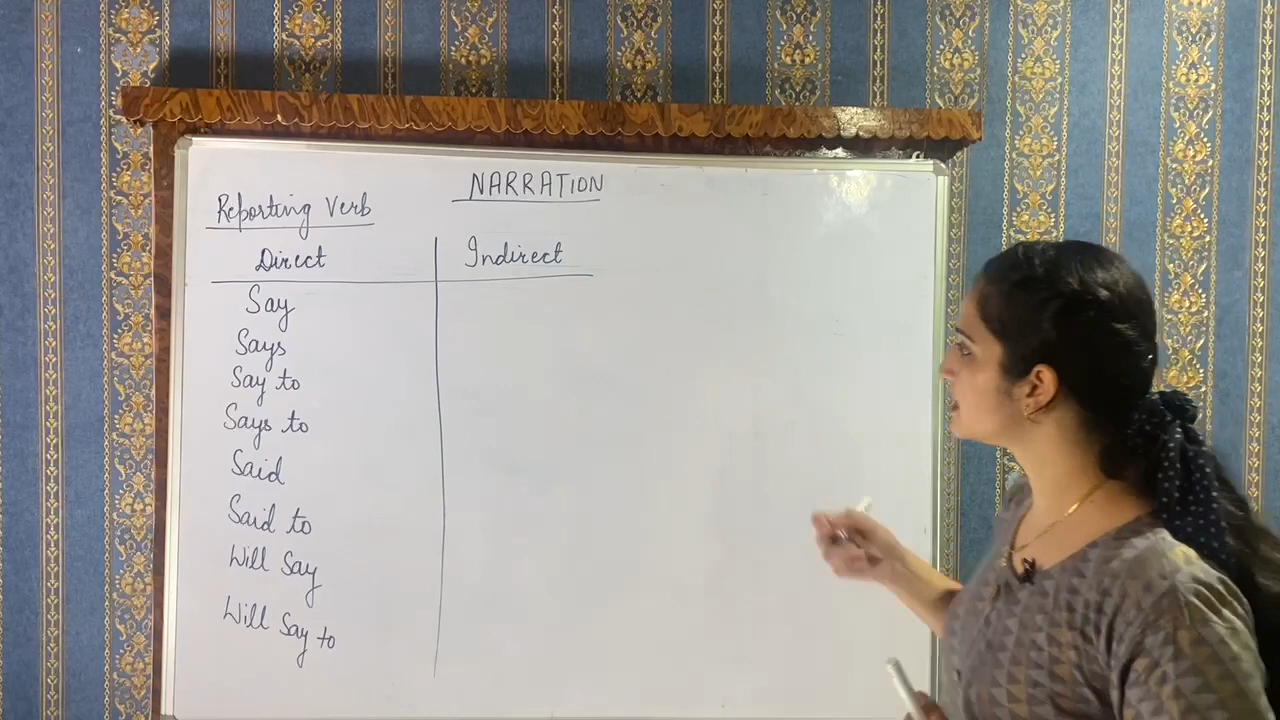 NARRATION
Reporting Verb
Direct Indirect
Say
Says
Say to
Says to
Said
Said to
Will Say
Will Say to